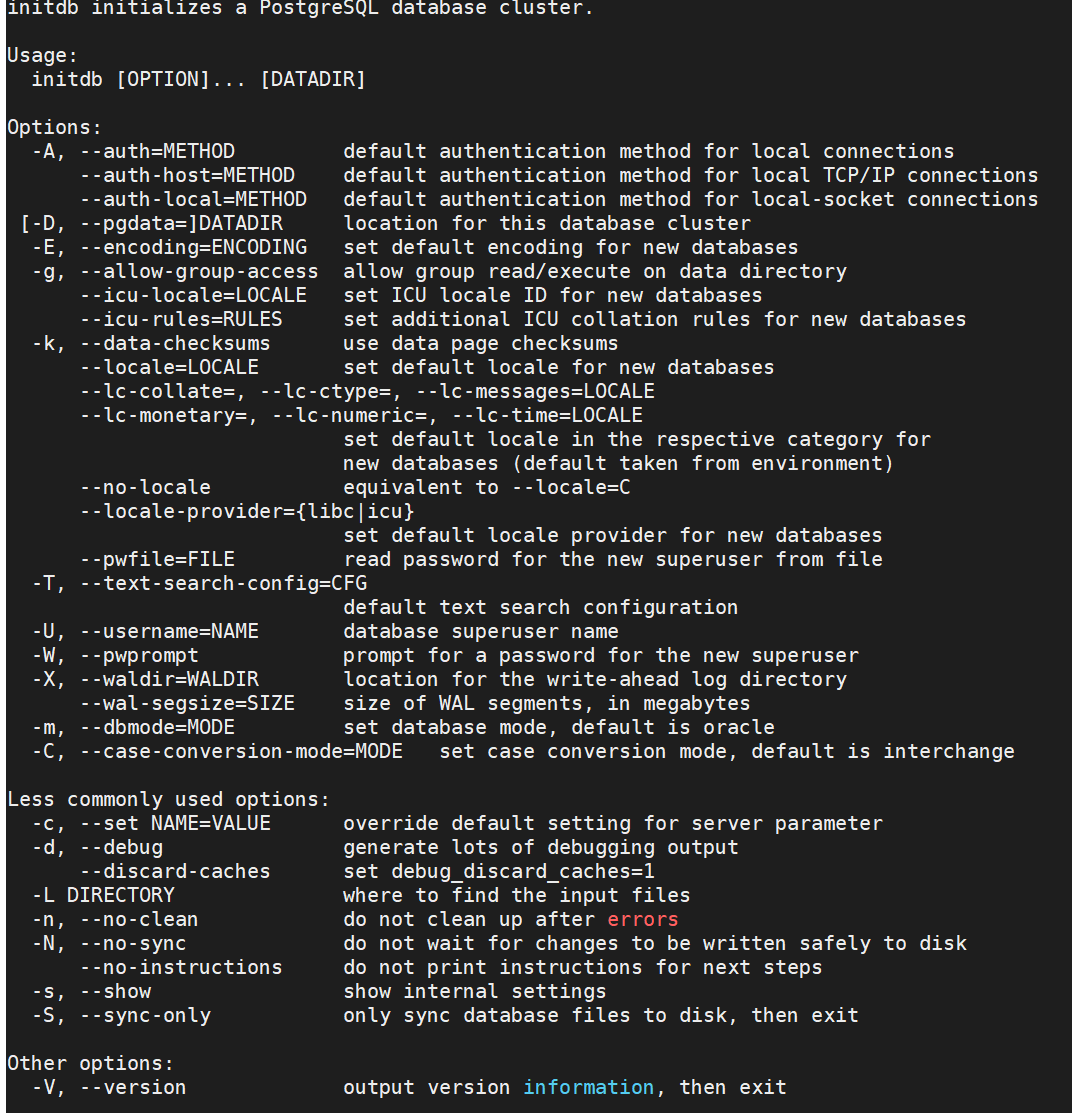 initdb initializes a PostgreSQL database cluster.

Usage:
  initdb [OPTION]... [DATADIR]

Options:
  -A, --auth=METHOD         default authentication method for local connections
      --auth-host=METHOD    default authentication method for local TCP/IP connections
      --auth-local=METHOD   default authentication method for local-socket connections
 [-D, --pgdata=]DATADIR     location for this database cluster
  -E, --encoding=ENCODING   set default encoding for new databases
  -g, --allow-group-access  allow group read/execute on data directory
      --icu-locale=LOCALE   set ICU locale ID for new databases
      --icu-rules=RULES     set additional ICU collation rules for new databases
  -k, --data-checksums      use data page checksums
      --locale=LOCALE       set default locale for new databases
      --lc-collate=, --lc-ctype=, --lc-messages=LOCALE
      --lc-monetary=, --lc-numeric=, --lc-time=LOCALE
                            set default locale in the respective category for
                            new databases (default taken from environment)
      --no-locale           equivalent to --locale=C
      --locale-provider={libc|icu}
                            set default locale provider for new databases
      --pwfile=FILE         read password for the new superuser from file
  -T, --text-search-config=CFG
                            default text search configuration
  -U, --username=NAME       database superuser name
  -W, --pwprompt            prompt for a password for the new superuser
  -X, --waldir=WALDIR       location for the write-ahead log directory
      --wal-segsize=SIZE    size of WAL segments, in megabytes
  -m, --dbmode=MODE         set database mode, default is oracle
  -C, --case-conversion-mode=MODE   set case conversion mode, default is interchange

Less commonly used options:
  -c, --set NAME=VALUE      override default setting for server parameter
  -d, --debug               generate lots of debugging output
      --discard-caches      set debug_discard_caches=1
  -L DIRECTORY              where to find the input files
  -n, --no-clean            do not clean up after errors
  -N, --no-sync             do not wait for changes to be written safely to disk
      --no-instructions     do not print instructions for next steps
  -s, --show                show internal settings
  -S, --sync-only           only sync database files to disk, then exit

Other options:
  -V, --version             output version information, then exit